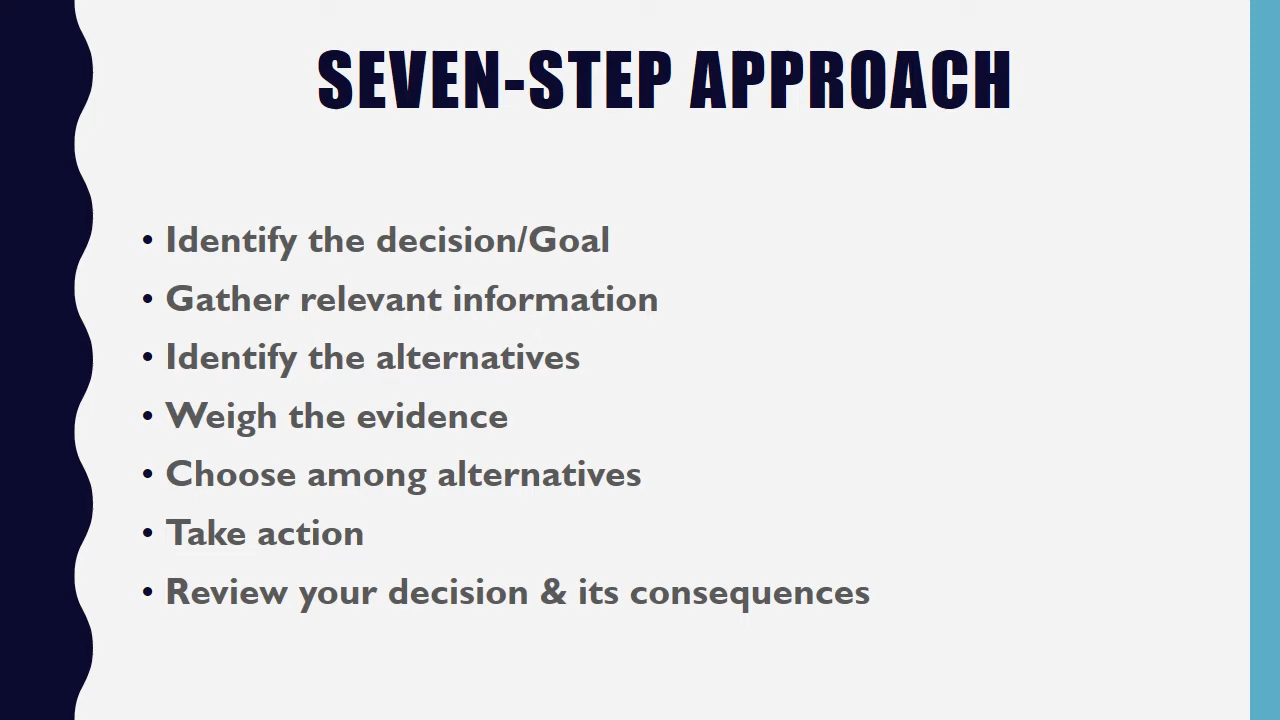 SEVEN-STEP APPROACH
• Identify the decision/Goal
• Gather relevant information
• Identify the alternatives
• Weigh the evidence
• Choose among alternatives
• Take action
• Review your decision & its consequences